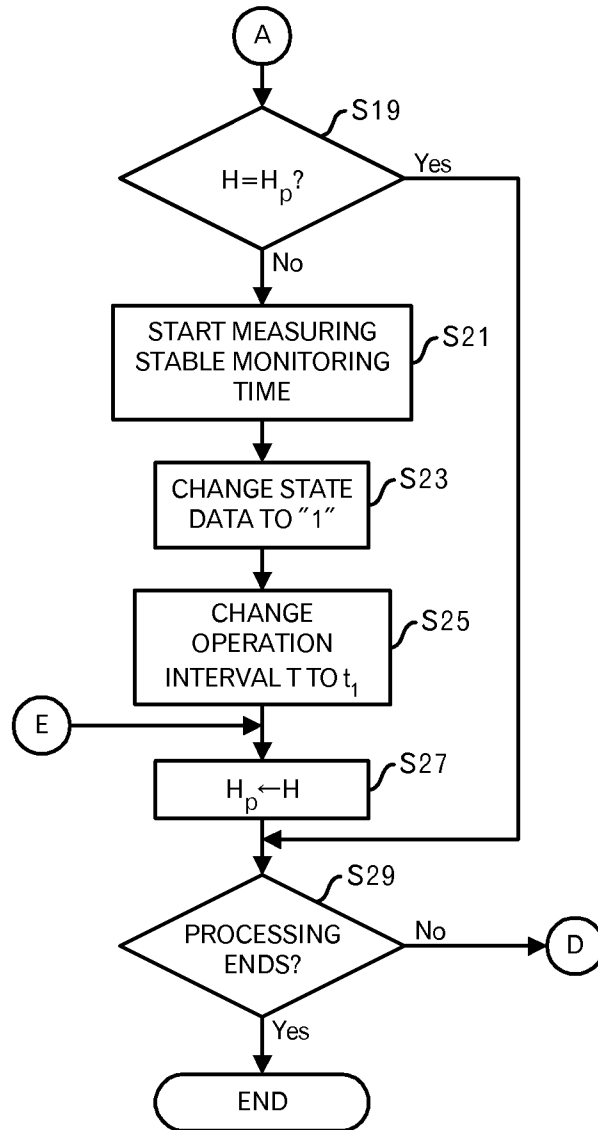 A
S19
H=Hp?
Yes
No
START MEASURING
STABLE MONITORING
TIME
S21
CHANGE STATE
DATA TO "1"
S23
CHANGE
OPERATION
INTERVAL T TO t1
S25
E
Hp←H
S27
S29
PROCESSING
ENDS?
No
D
Yes
END